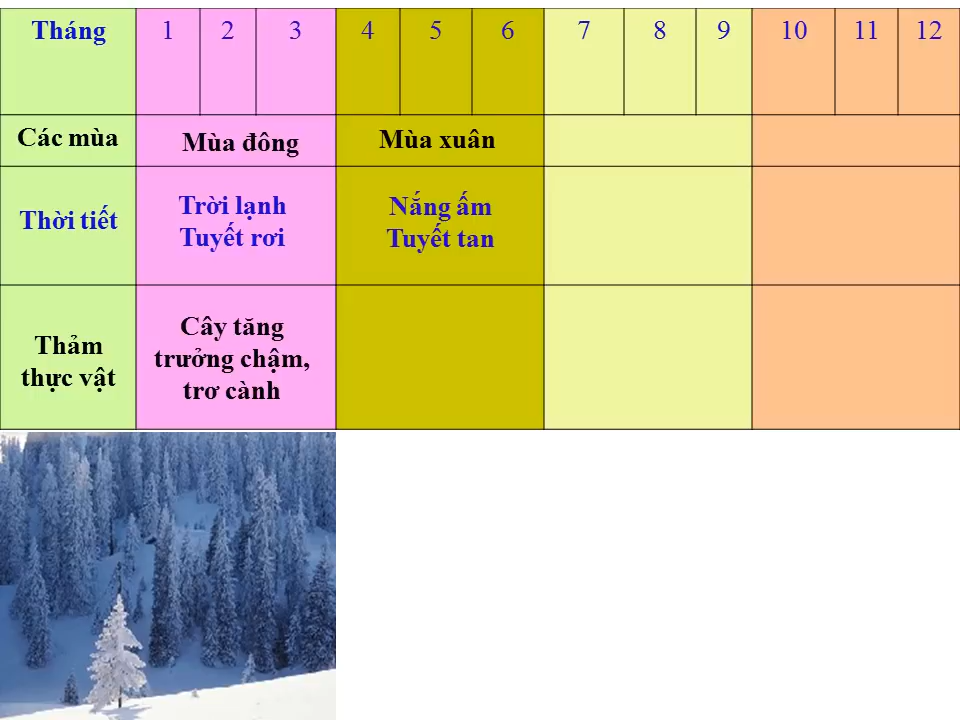 Tháng 1 2 3 4 5 6 7 8 9 10 11 12
Các mùa Mùa đông Mùa xuân
Thời tiết
Trời lạnh
Tuyết rơi
Nắng ấm
Tuyết tan
Thảm
thực vật
Cây tăng
trưởng chậm,
trơ cành